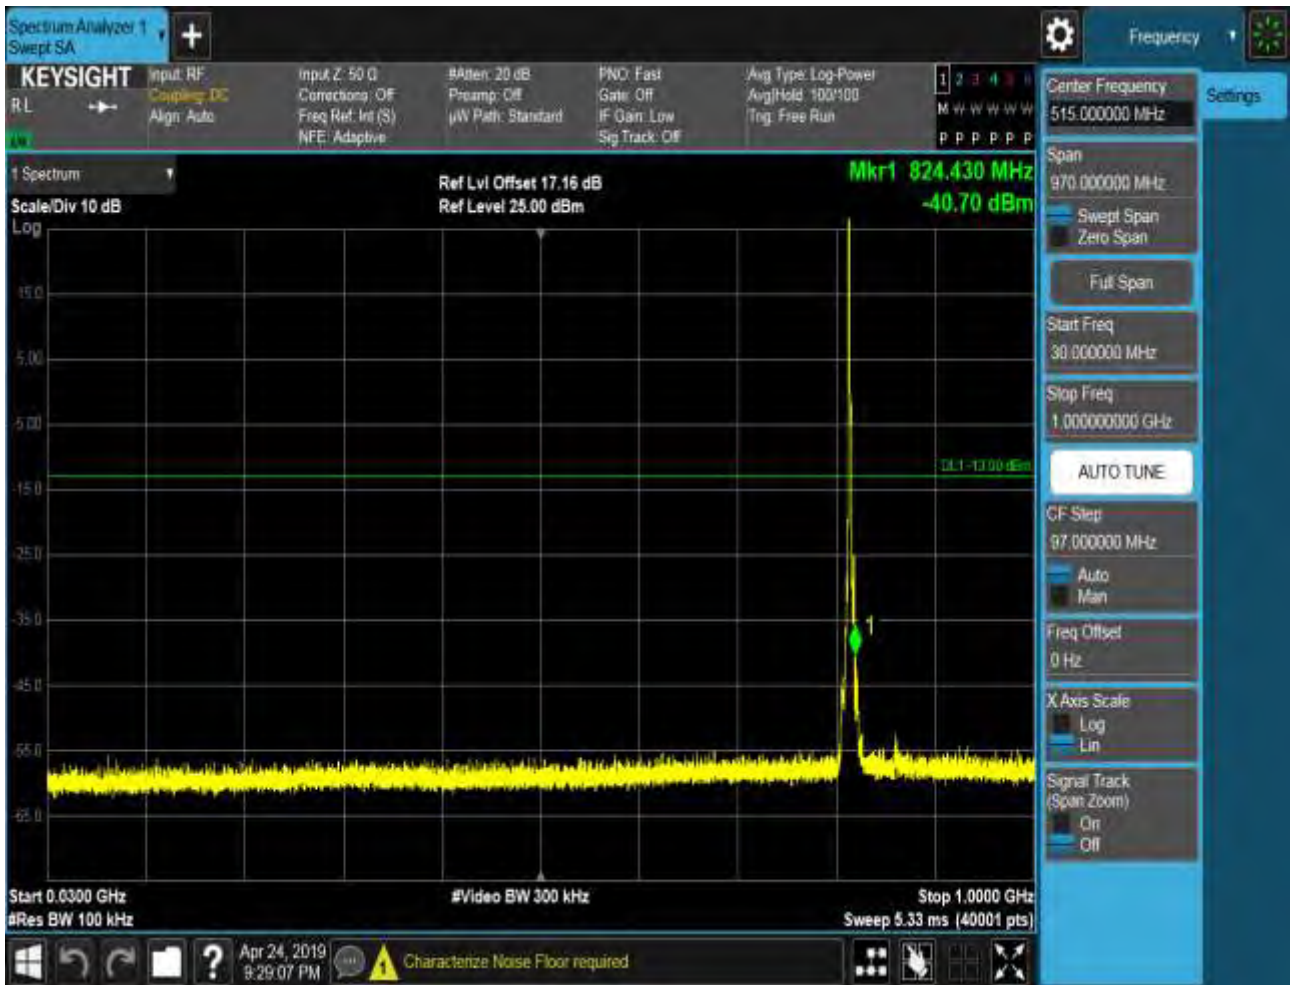 Spectrum Analyzer 1
Swept SA
Frequency
KEYSIGHT
RL
Input: RF
Coupling: DC
Align: Auto
Input Z: 50 Ω
Corrections: Off
Freq Ref: Int (S)
NFE: Adaptive
#Atten: 20 dB
Preamp: Off
µW Path: Standard
PNO: Fast
Gate: Off
IF Gain: Low
Sig Track: Off
Avg Type: Log-Power
Avg|Hold: 100/100
Trig: Free Run
1 2 3 4 5 6
M W W W W W
P P P P P P
Center Frequency
515.000000 MHz
Settings
Span
970.000000 MHz
Swept Span
Zero Span
Full Span
Start Freq
30.000000 MHz
Stop Freq
1.000000000 GHz
AUTO TUNE
CF Step
97.000000 MHz
Auto
Man
Freq Offset
0 Hz
X Axis Scale
Log
Lin
Signal Track
(Span Zoom)
On
Off
1 Spectrum
Scale/Div 10 dB
Log
Ref Lvl Offset 17.16 dB
Ref Level 25.00 dBm
Mkr1 824.430 MHz
-40.70 dBm
15.0
5.00
-5.00
DL1 -13.00 dBm
-15.0
-25.0
-35.0
1
-45.0
-55.0
-65.0
Start 0.0300 GHz
#Video BW 300 kHz
Stop 1.0000 GHz
#Res BW 100 kHz
Sweep 5.33 ms (40001 pts)
Apr 24, 2019
9:29:07 PM
1
Characterize Noise Floor required